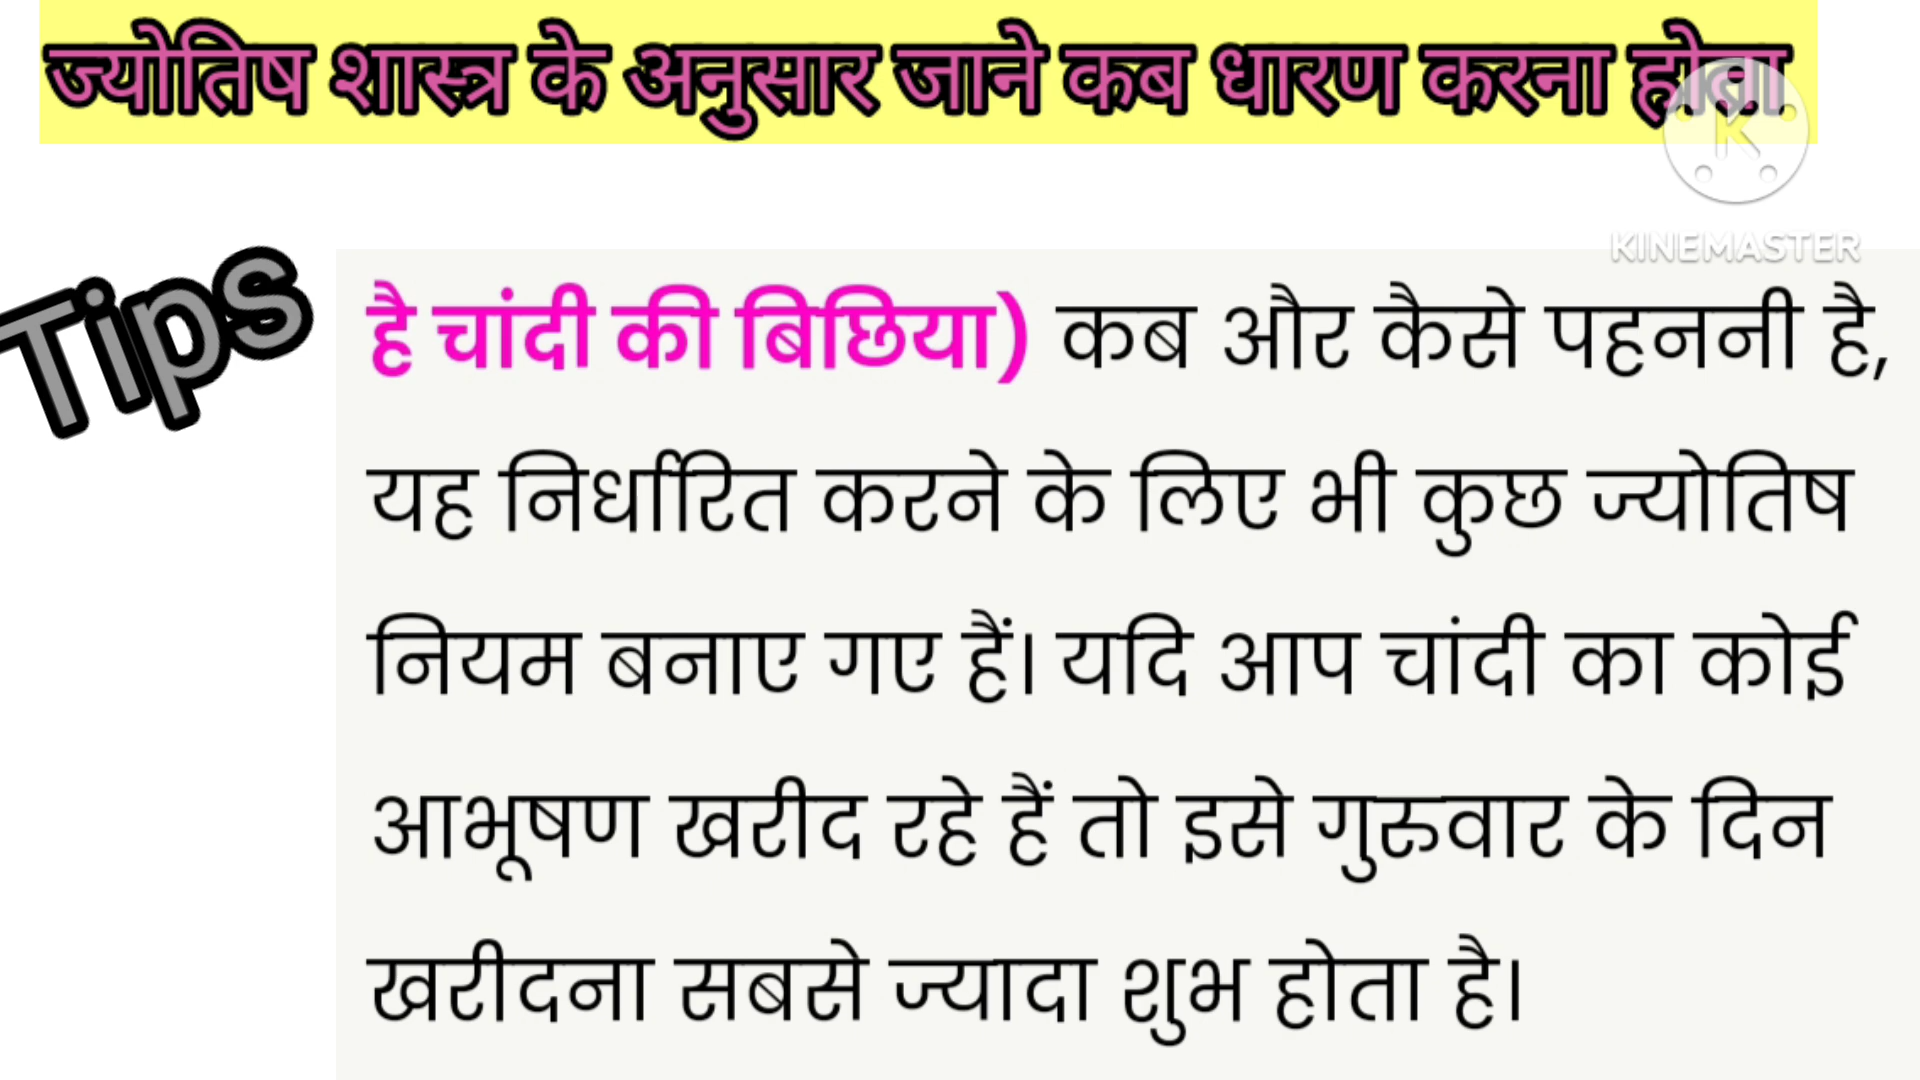 ज्योतिष शास्त्र के अनुसार जाने कब धारण करना होता
KINEMASTER
Tips
है चांदी की बिछिया) कब और कैसे पहननी है,
यह निर्धारित करने के लिए भी कुछ ज्योतिष
नियम बनाए गए हैं। यदि आप चांदी का कोई
आभूषण खरीद रहे हैं तो इसे गुरुवार के दिन
खरीदना सबसे ज्यादा शुभ होता है।